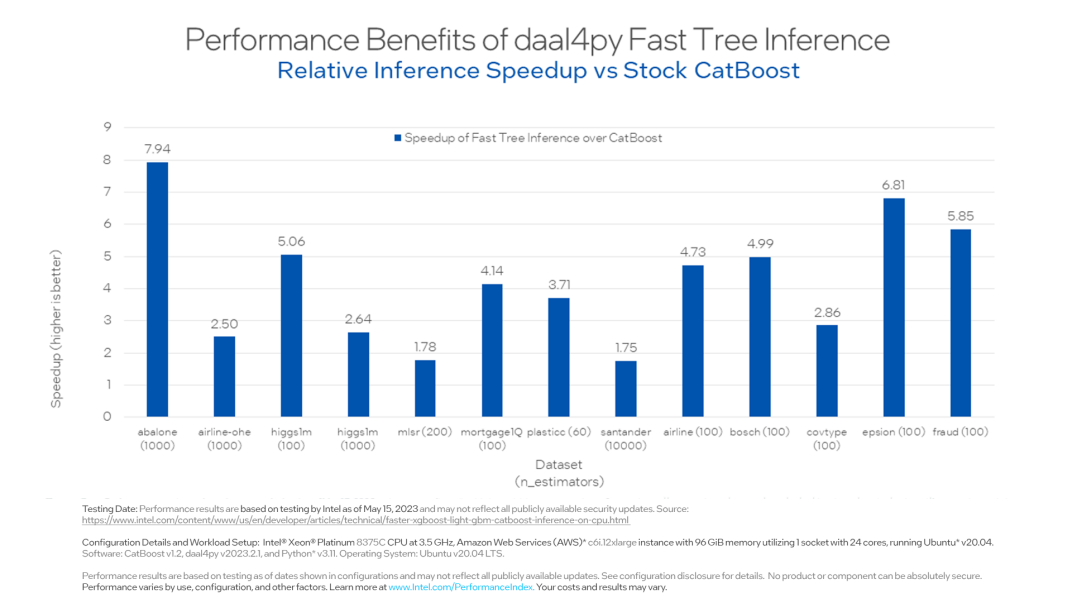 Performance Benefits of daal4py Fast Tree Inference
Relative Inference Speedup vs Stock CatBoost
Speedup of Fast Tree Inference over CatBoost
Speedup (higher is better)
9
8
7
6
5
4
3
2
1
0
7.94
2.50
5.06
2.64
1.78
4.14
3.71
1.75
4.73
4.99
2.86
6.81
5.85
abalone
(1000)
airline-ohe
(1000)
higgs1m
(100)
higgs1m
(1000)
mlsr (200)
mortgage1Q
(100)
plasticc (60)
santander
(10000)
airline (100)
bosch (100)
covtype
(100)
epsion (100)
fraud (100)
Dataset
(n_estimators)
Testing Date: Performance results are based on testing by Intel as of May 15, 2023 and may not reflect all publicly available security updates. Source:
https://www.intel.com/content/www/us/en/developer/articles/technical/faster-xgboost-light-gbm-catboost-inference-on-cpu.html
Configuration Details and Workload Setup: Intel® Xeon® Platinum 8375C CPU at 3.5 GHz, Amazon Web Services (AWS)* c6i.12xlarge instance with 96 GiB memory utilizing 1 socket with 24 cores, running Ubuntu* v20.04.
Software: CatBoost v1.2, daal4py v2023.2.1, and Python* v3.11. Operating System: Ubuntu v20.04 LTS.
Performance results are based on testing as of dates shown in configurations and may not reflect all publicly available updates. See configuration disclosure for details. No product or component can be absolutely secure.
Performance varies by use, configuration, and other factors. Learn more at www.Intel.com/PerformanceIndex. Your costs and results may vary.